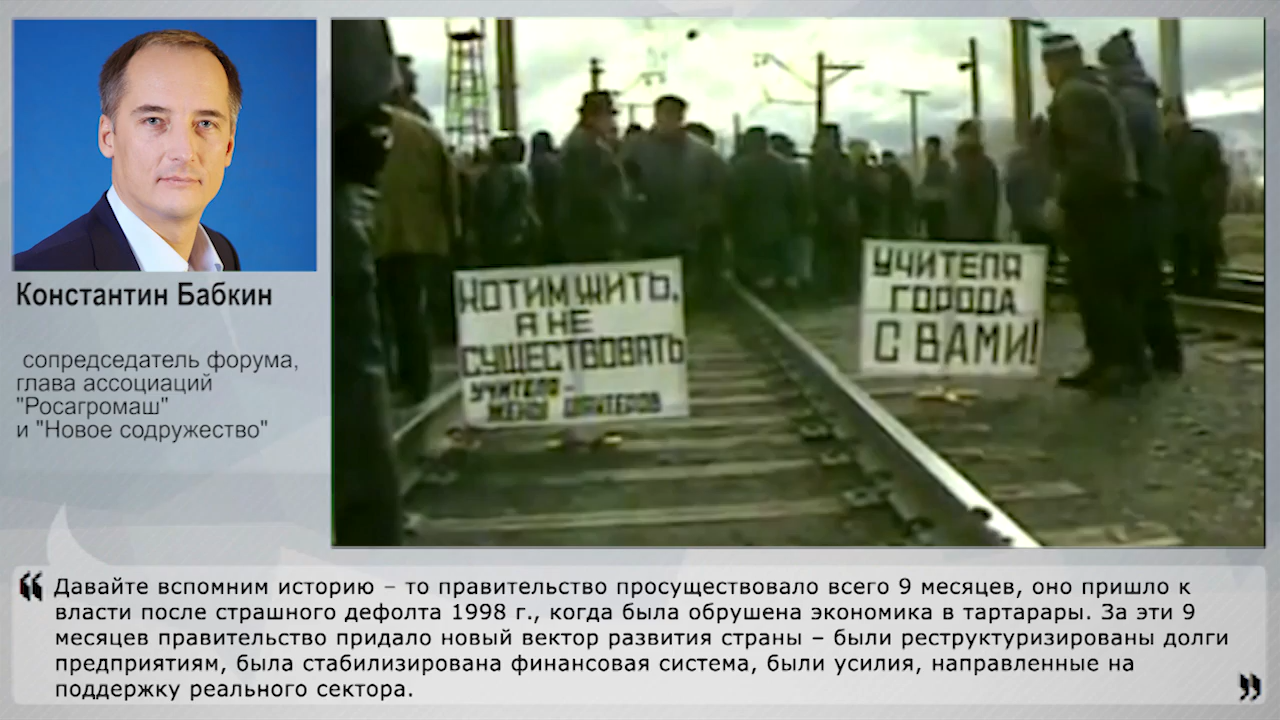 Константин Бабкин
сопредседатель форума,
глава ассоциаций
"Росагромаш"
и "Новое содружество"
ХОТИМ ЖИТЬ,
А НЕ
СУЩЕСТВОВАТЬ
УЧИТЕЛЯ -
ШАХТЕРОВ
УЧИТЕЛЯ
ГОРОДА
С ВАМИ!
Давайте вспомним историю – то правительство просуществовало всего 9 месяцев, оно пришло к
власти после страшного дефолта 1998 г., когда была обрушена экономика в тартарары. За эти 9
месяцев правительство придало новый вектор развития страны – были реструктуризированы долги
предприятиям, была стабилизирована финансовая система, были усилия, направленные на
поддержку реального сектора.